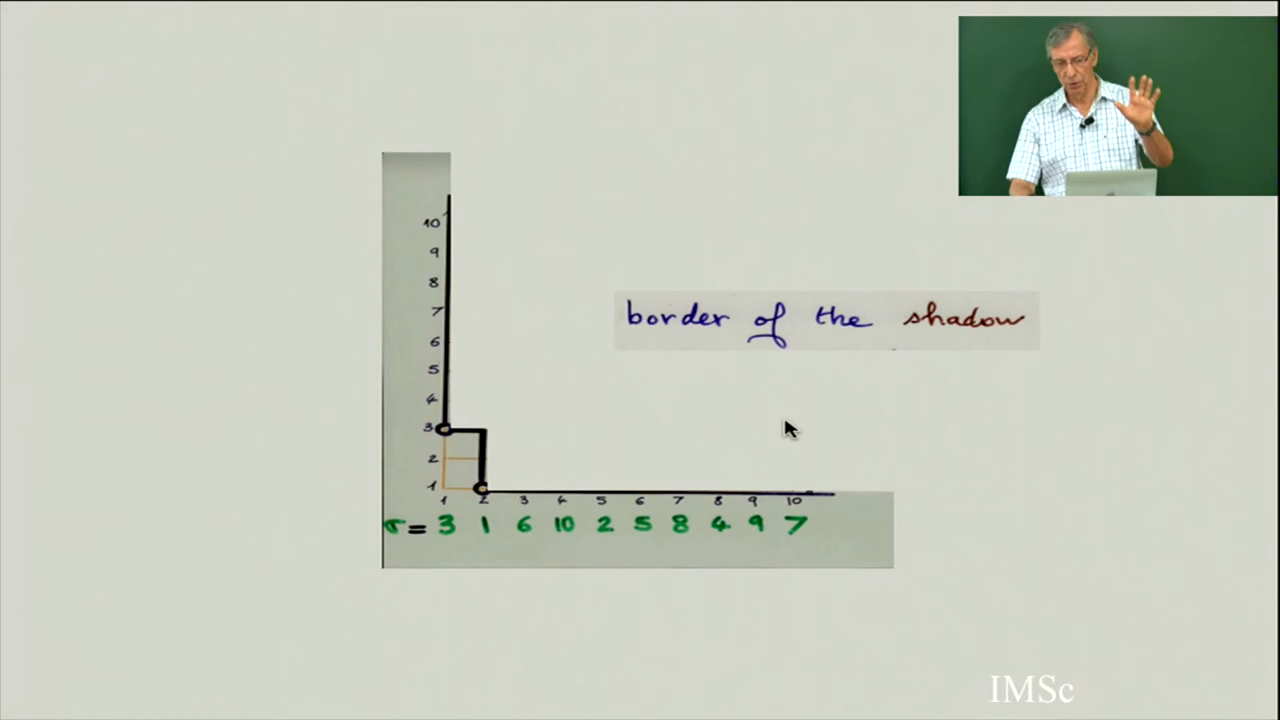 10
9
8
7
6
5
4
3
2
1
border of the shadow
1 2 3 4 5 6 7 8 9 10
σ = 3 1 6 10 2 5 8 4 9 7
IMSc